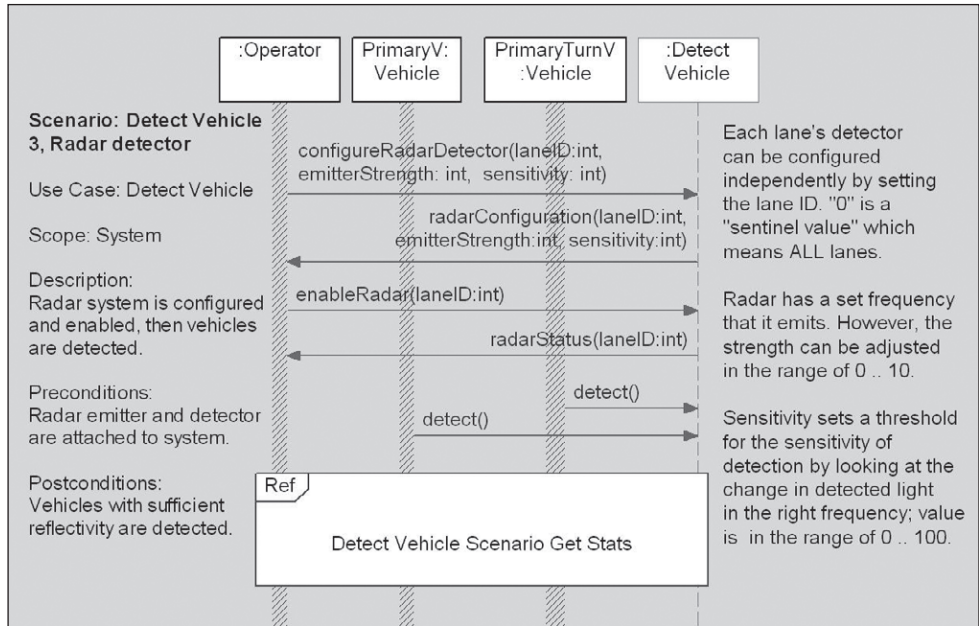 :Operator
PrimaryV:
Vehicle
PrimaryTurnV
:Vehicle
:Detect
Vehicle
Scenario: Detect Vehicle
3, Radar detector
Use Case: Detect Vehicle
Scope: System
Description:
Radar system is configured
and enabled, then vehicles
are detected.
Preconditions:
Radar emitter and detector
are attached to system.
Postconditions:
Vehicles with sufficient
reflectivity are detected.
configureRadarDetector(laneID:int,
emitterStrength: int, sensitivity: int)
radarConfiguration(laneID:int,
emitterStrength:int, sensitivity:int)
enableRadar(laneID:int)
radarStatus(laneID:int)
detect()
detect()
Ref
Detect Vehicle Scenario Get Stats
Each lane's detector
can be configured
independently by setting
the lane ID. "0" is a
"sentinel value" which
means ALL lanes.
Radar has a set frequency
that it emits. However, the
strength can be adjusted
in the range of 0 .. 10.
Sensitivity sets a threshold
for the sensitivity of
detection by looking at the
change in detected light
in the right frequency; value
is in the range of 0 .. 100.